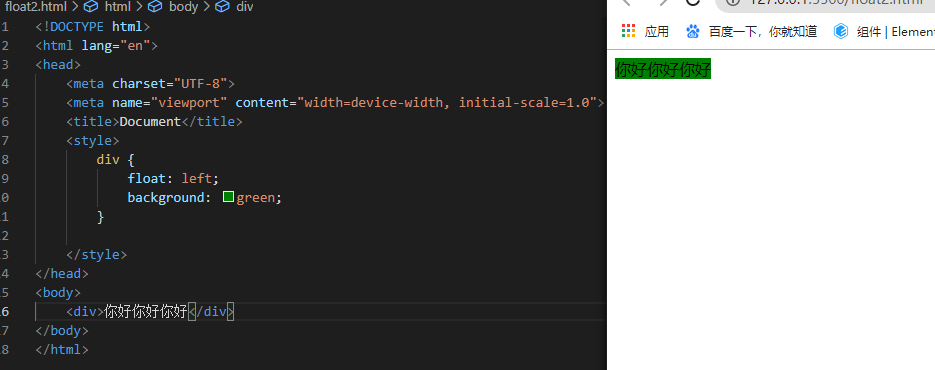 float2.html > html > body > div
1 <!DOCTYPE html>
2 <html lang="en">
3 <head>
4 <meta charset="UTF-8">
5 <meta name="viewport" content="width=device-width, initial-scale=1.0">
6 <title>Document</title>
7 <style>
8 div {
9 float: left;
0 background: green;
1 }
2
3 </style>
4 </head>
5 <body>
6 <div>你好你好你好</div>
7 </body>
8 </html>
127.0.0.1:5500/float2.html
应用 百度一下，你就知道 组件 | Element
你好你好你好